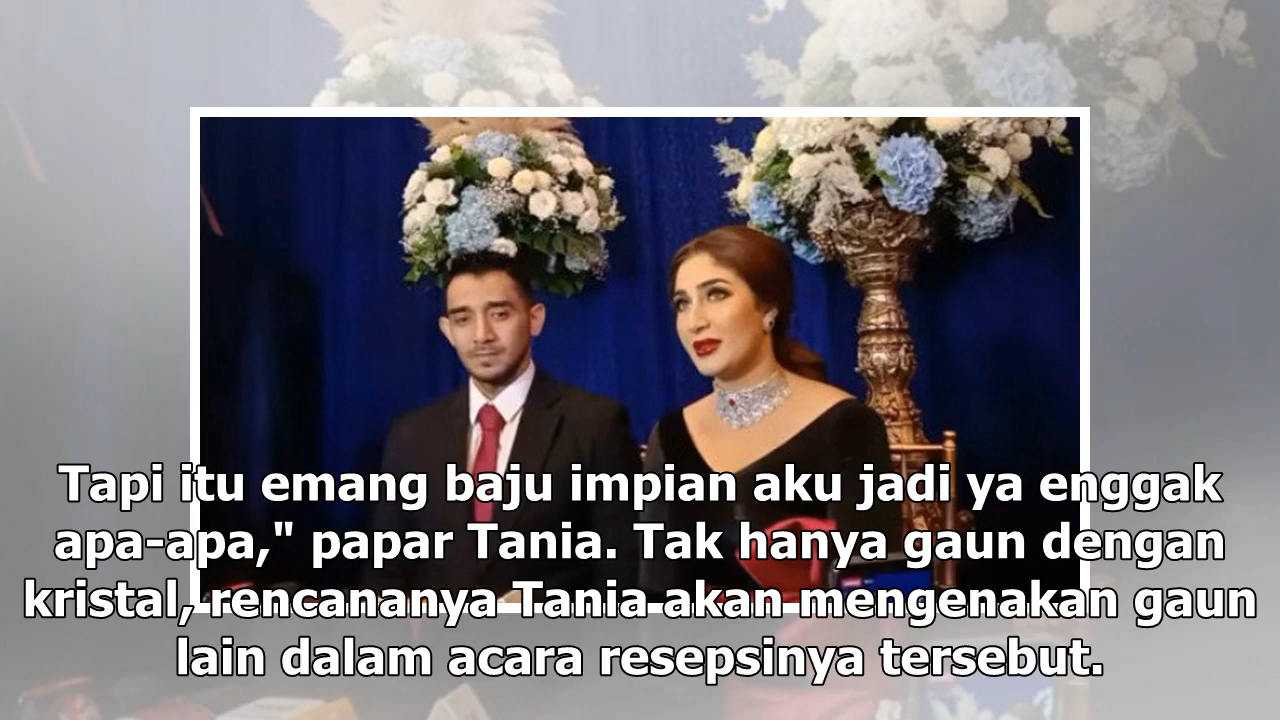 Tapi itu emang baju impian aku jadi ya enggak
apa-apa," papar Tania. Tak hanya gaun dengan
kristal, rencananya Tania akan mengenakan gaun
lain dalam acara resepsinya tersebut.